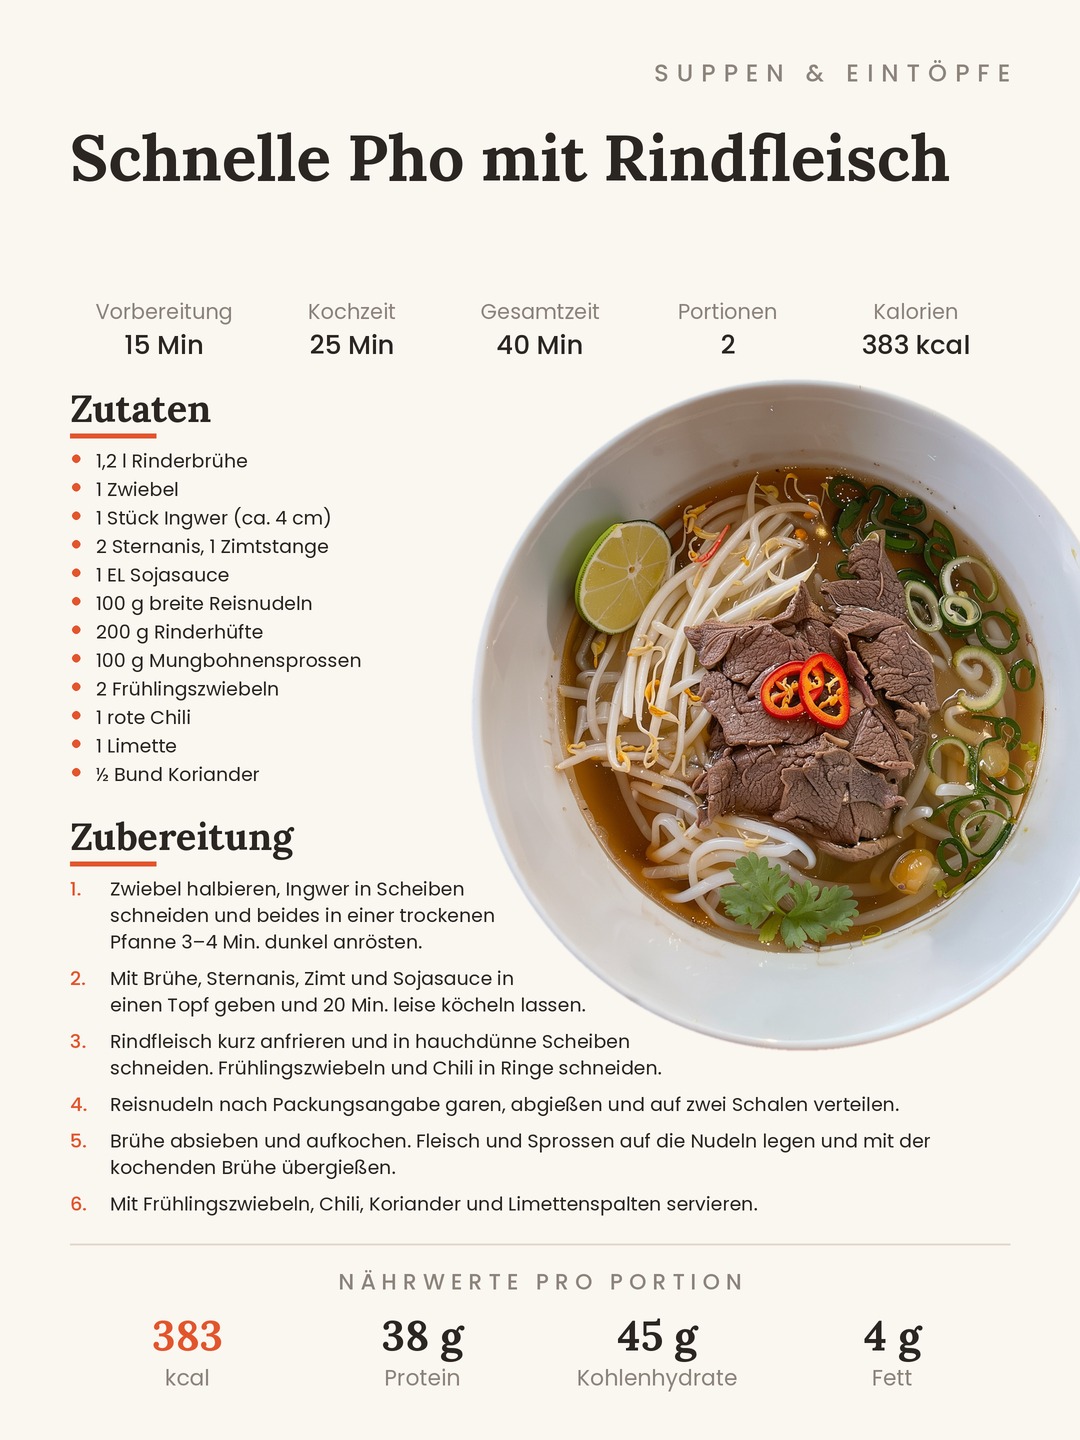 SUPPEN & EINTÖPFE
Schnelle Pho mit Rindfleisch
Vorbereitung
15 Min
Kochzeit
25 Min
Gesamtzeit
40 Min
Portionen
2
Kalorien
383 kcal
Zutaten
• 1,2 l Rinderbrühe
• 1 Zwiebel
• 1 Stück Ingwer (ca. 4 cm)
• 2 Sternanis, 1 Zimtstange
• 1 EL Sojasauce
• 100 g breite Reisnudeln
• 200 g Rinderhüfte
• 100 g Mungbohnensprossen
• 2 Frühlingszwiebeln
• 1 rote Chili
• 1 Limette
• ½ Bund Koriander
Zubereitung
1. Zwiebel halbieren, Ingwer in Scheiben
schneiden und beides in einer trockenen
Pfanne 3–4 Min. dunkel anrösten.
2. Mit Brühe, Sternanis, Zimt und Sojasauce in
einen Topf geben und 20 Min. leise köcheln lassen.
3. Rindfleisch kurz anfrieren und in hauchdünne Scheiben
schneiden. Frühlingszwiebeln und Chili in Ringe schneiden.
4. Reisnudeln nach Packungsangabe garen, abgießen und auf zwei Schalen verteilen.
5. Brühe absieben und aufkochen. Fleisch und Sprossen auf die Nudeln legen und mit der
kochenden Brühe übergießen.
6. Mit Frühlingszwiebeln, Chili, Koriander und Limettenspalten servieren.
NÄHRWERTE PRO PORTION
383
kcal
38 g
Protein
45 g
Kohlenhydrate
4 g
Fett